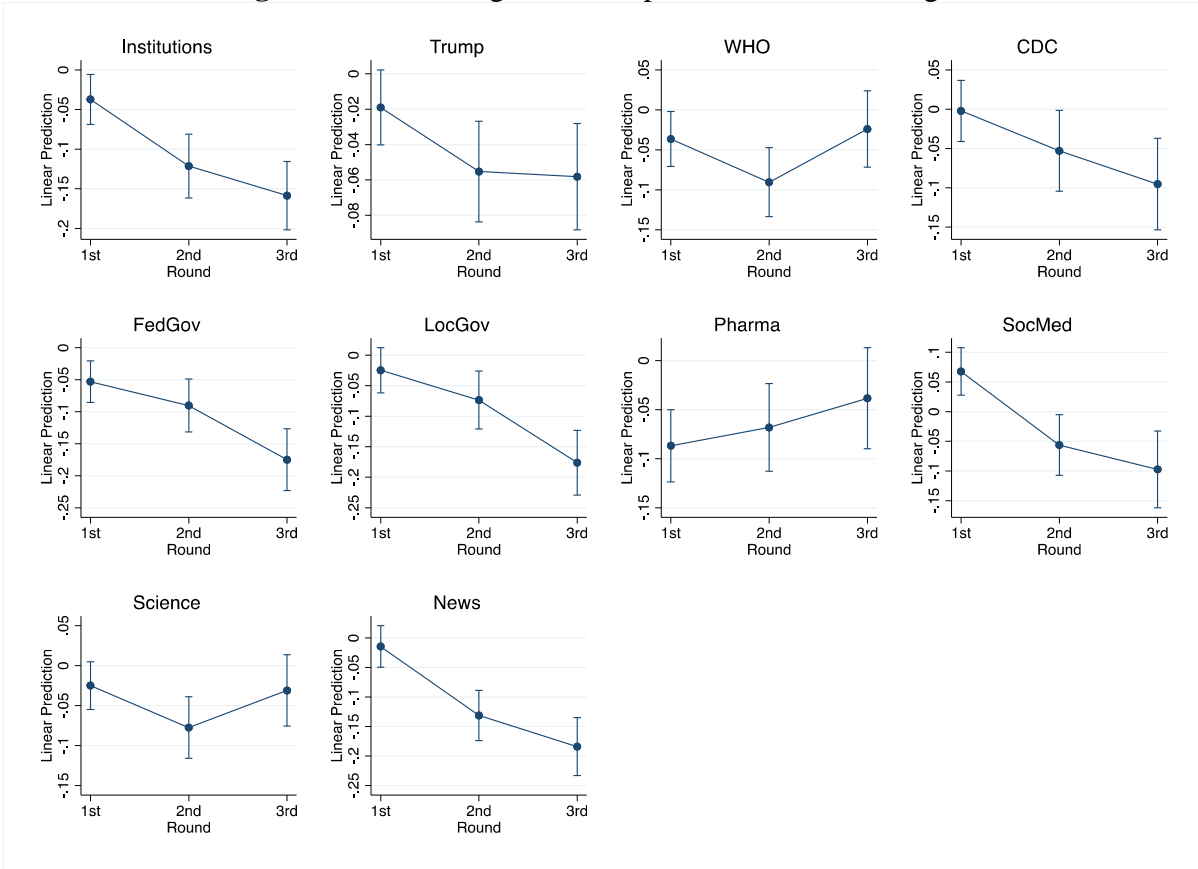 Institutions
Linear Prediction
0
-.05
-.1
-.15
-.2
1st 2nd 3rd
Round
Trump
Linear Prediction
0
-.02
-.04
-.06
-.08
1st 2nd 3rd
Round
WHO
Linear Prediction
.05
0
-.05
-.1
-.15
1st 2nd 3rd
Round
CDC
Linear Prediction
.05
0
-.05
-.1
-.15
1st 2nd 3rd
Round
FedGov
Linear Prediction
0
-.05
-.1
-.15
-.2
-.25
1st 2nd 3rd
Round
LocGov
Linear Prediction
0
-.05
-.1
-.15
-.2
-.25
1st 2nd 3rd
Round
Pharma
Linear Prediction
0
-.05
-.1
-.15
1st 2nd 3rd
Round
SocMed
Linear Prediction
.1
.05
0
-.05
-.1
-.15
1st 2nd 3rd
Round
Science
Linear Prediction
.05
0
-.05
-.1
-.15
1st 2nd 3rd
Round
News
Linear Prediction
0
-.05
-.1
-.15
-.2
-.25
1st 2nd 3rd
Round